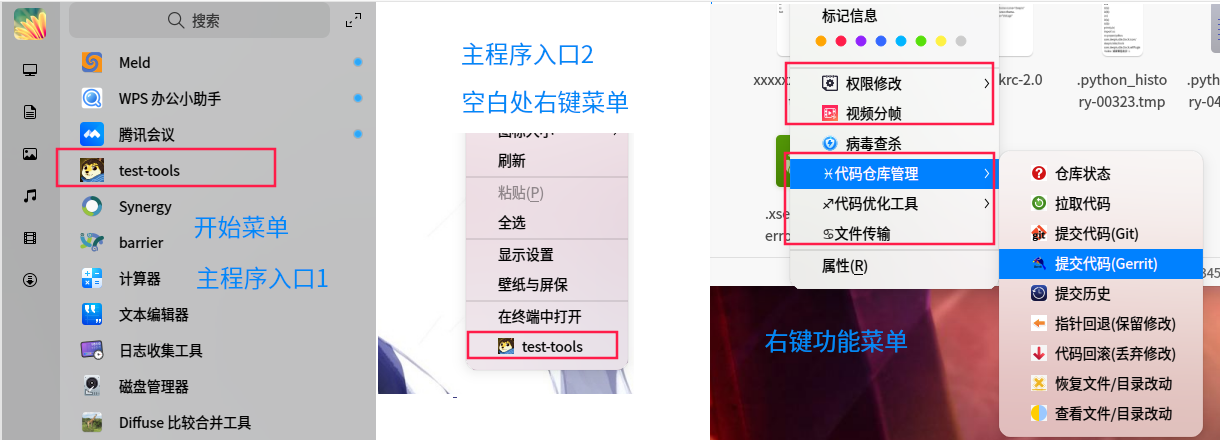 搜索
Meld
WPS 办公小助手
腾讯会议
test-tools
Synergy
barrier
计算器
文本编辑器
日志收集工具
磁盘管理器
Diffuse 比较合并工具
开始菜单
主程序入口1
主程序入口2
空白处右键菜单
图标大小
刷新
粘贴(P)
全选
显示设置
壁纸与屏保
在终端中打开
test-tools
标记信息
权限修改
视频分帧
病毒查杀
♓代码仓库管理
♐代码优化工具
♋文件传输
属性(R)
仓库状态
拉取代码
提交代码(Git)
提交代码(Gerrit)
提交历史
指针回退(保留修改)
代码回滚(丢弃修改)
恢复文件/目录改动
查看文件/目录改动
右键功能菜单
xxxxx
krc-2.0
.python_histo
ry-00323.tmp
.pyth
ry-04
.xse
erro
345